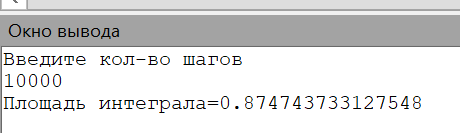 Окно вывода
Введите кол-во шагов
10000
Площадь интеграла=0.874743733127548